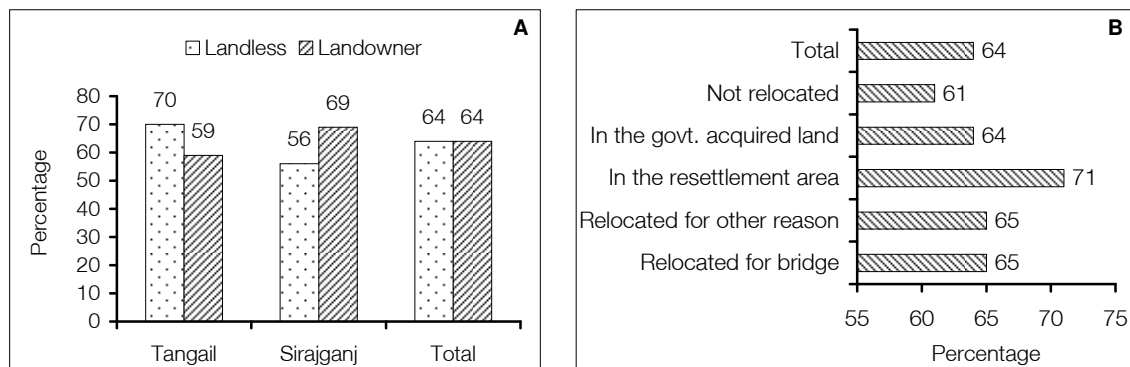 A
Landless Landowner
80
70
60
50
40
30
20
10
0
Percentage
70
59
56
69
64 64
Tangail Sirajganj Total
B
Total 64
Not relocated 61
In the govt. acquired land 64
In the resettlement area 71
Relocated for other reason 65
Relocated for bridge 65
55 60 65 70 75
Percentage